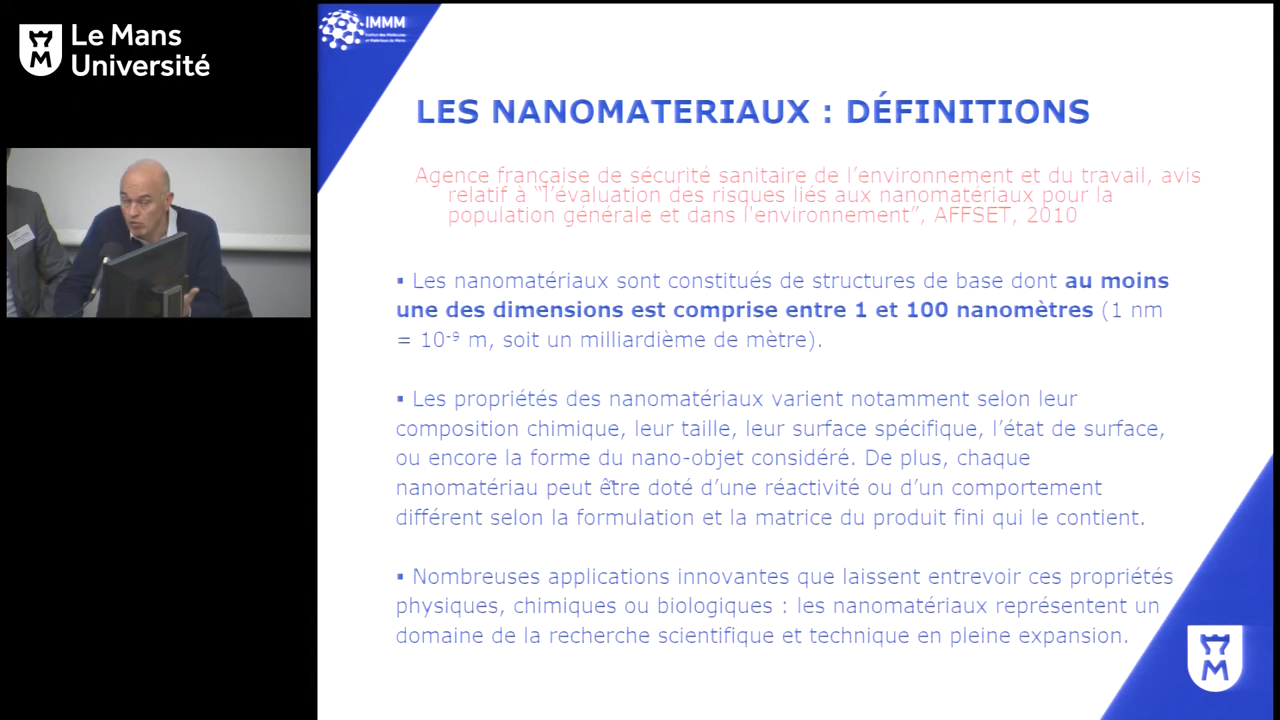 Le Mans
Université
IMMM
Institut des Molécules
et Matériaux du Mans
LES NANOMATERIAUX : DÉFINITIONS
Agence française de sécurité sanitaire de l’environnement et du travail, avis
relatif à “l’évaluation des risques liés aux nanomatériaux pour la
population générale et dans l'environnement”, AFFSET, 2010
▪ Les nanomatériaux sont constitués de structures de base dont au moins
une des dimensions est comprise entre 1 et 100 nanomètres (1 nm
= 10⁻⁹ m, soit un milliardième de mètre).
▪ Les propriétés des nanomatériaux varient notamment selon leur
composition chimique, leur taille, leur surface spécifique, l’état de surface,
ou encore la forme du nano-objet considéré. De plus, chaque
nanomatériau peut être doté d’une réactivité ou d’un comportement
différent selon la formulation et la matrice du produit fini qui le contient.
▪ Nombreuses applications innovantes que laissent entrevoir ces propriétés
physiques, chimiques ou biologiques : les nanomatériaux représentent un
domaine de la recherche scientifique et technique en pleine expansion.